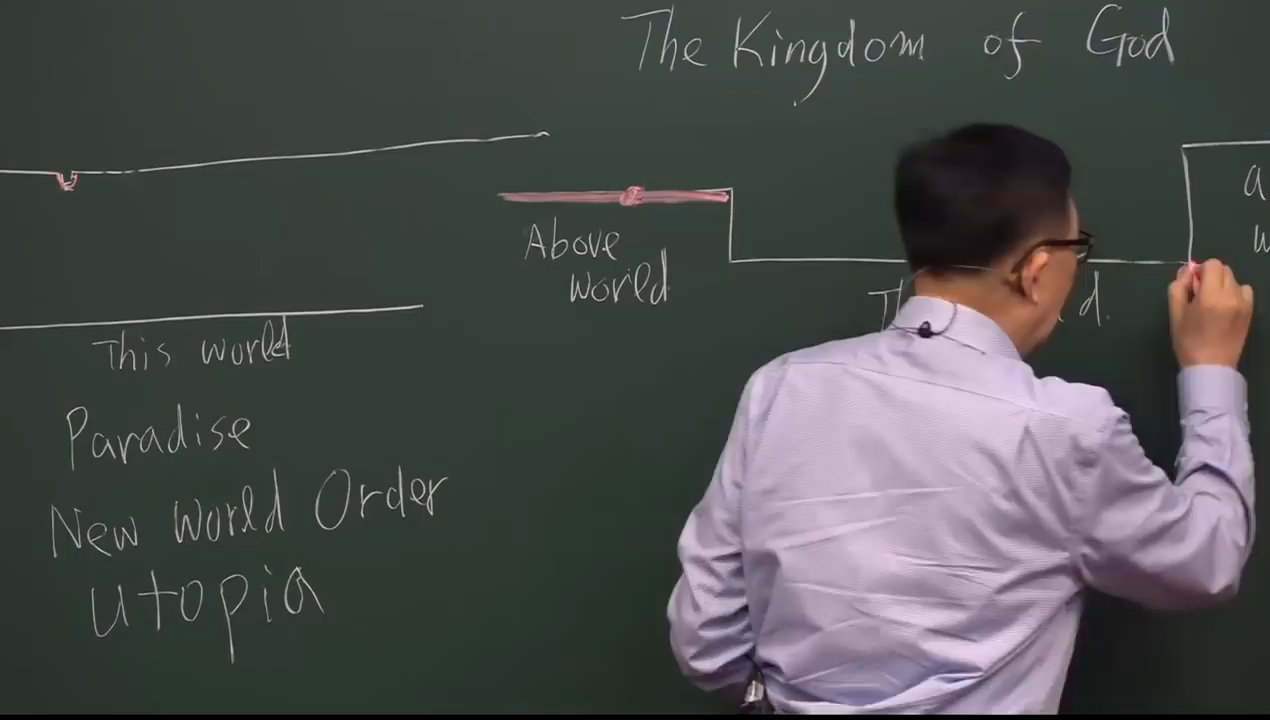 The Kingdom of God
Above
world
This world
Paradise
New World Order
utopia